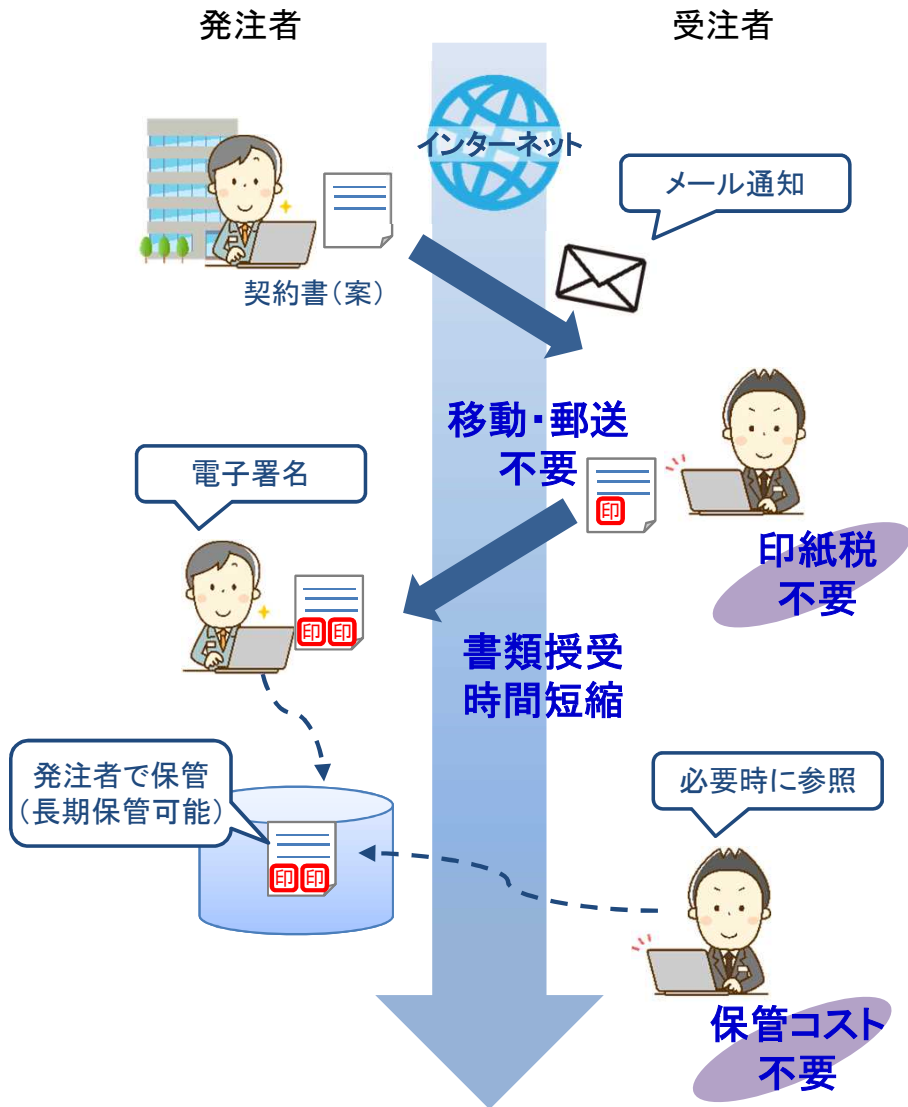 発注者
受注者
インターネット
メール通知
契約書(案)
移動・郵送
不要
電子署名
印
印紙税
不要
印 印
書類授受
時間短縮
発注者で保管
(長期保管可能)
必要時に参照
印 印
保管コスト
不要